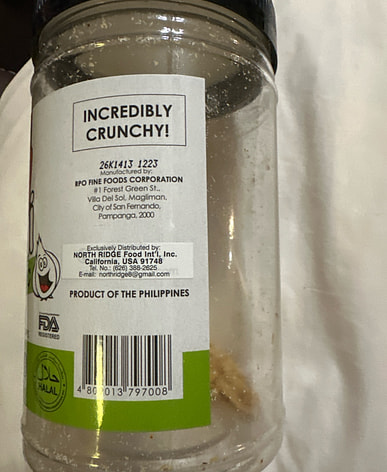 INCREDIBLY
CRUNCHY!
26K1413 1223
Manufactured by:
RPO FINE FOODS CORPORATION
#1 Forest Green St.,
Villa Del Sol, Magliman,
City of San Fernando,
Pampanga, 2000
Exclusively Distributed by:
NORTH RIDGE Food Int'l, Inc.
California, USA 91748
Tel. No.: (626) 388-2625
E-mail: northridge8@gmail.com
PRODUCT OF THE PHILIPPINES
FDA
REGISTERED
حلال
HALAL
4 809013 797008